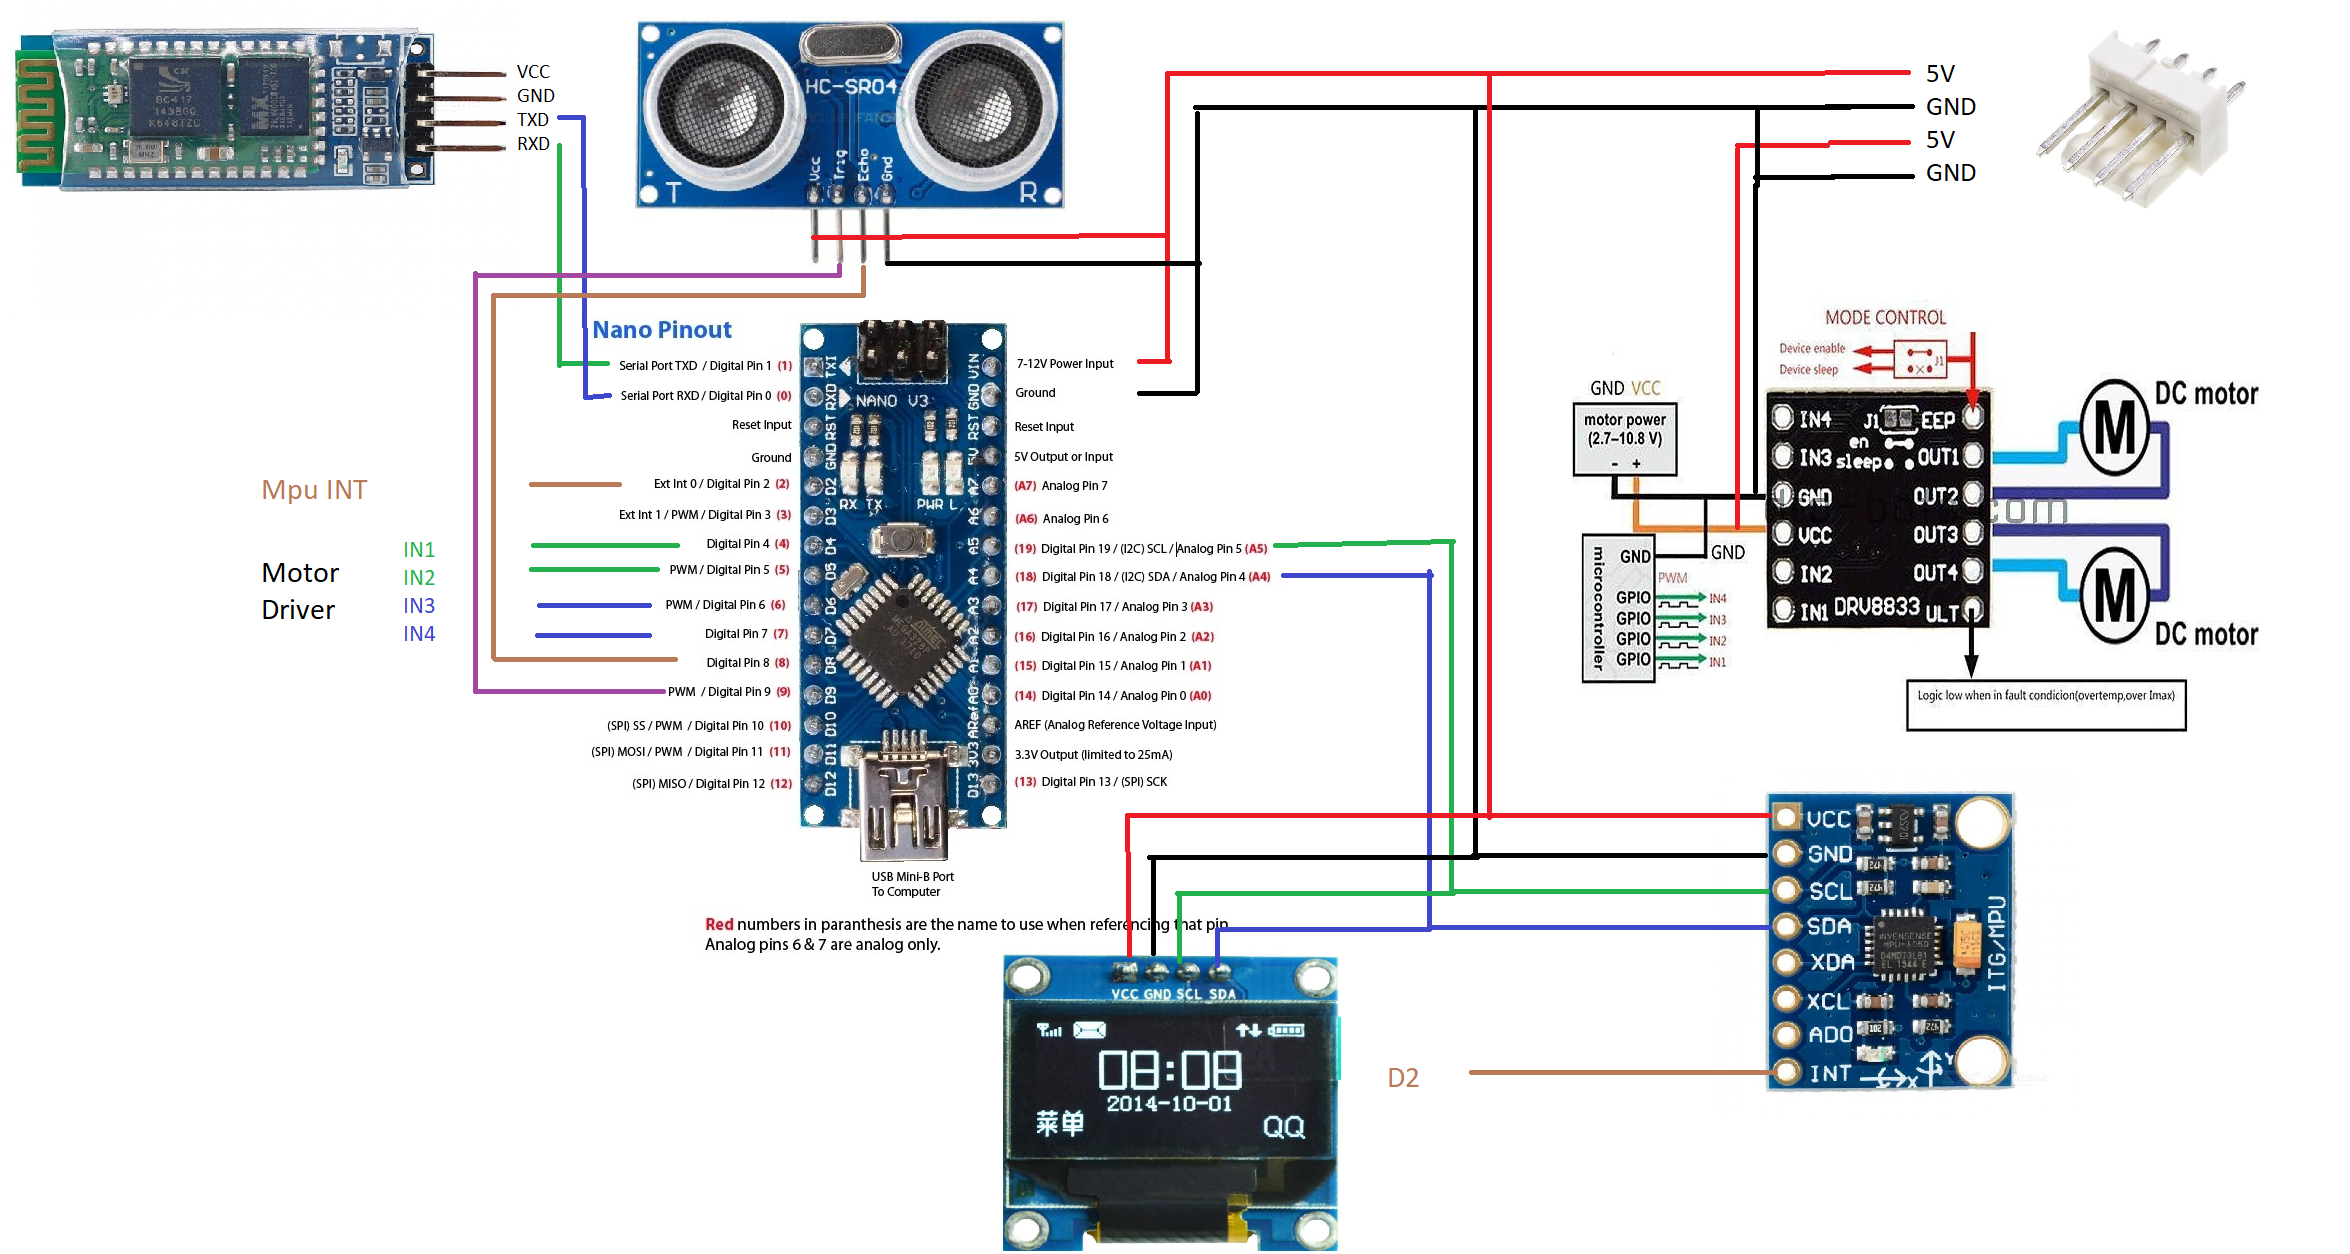 VCC
GND
TXD
RXD
CSR
BC417
HC-SR04
Vcc
Trig
Echo
Gnd
T
R
5V
GND
5V
GND
Nano Pinout
Serial Port TXD / Digital Pin 1 (1)
Serial Port RXD / Digital Pin 0 (0)
Reset Input
Ground
Ext Int 0 / Digital Pin 2 (2)
Ext Int 1 / PWM / Digital Pin 3 (3)
Digital Pin 4 (4)
PWM / Digital Pin 5 (5)
PWM / Digital Pin 6 (6)
Digital Pin 7 (7)
Digital Pin 8 (8)
PWM / Digital Pin 9 (9)
(SPI) SS / PWM / Digital Pin 10 (10)
(SPI) MOSI / PWM / Digital Pin 11 (11)
(SPI) MISO / Digital Pin 12 (12)
Mpu INT
Motor
Driver
IN1
IN2
IN3
IN4
TX1
RXD
RST
GND
D2
D3
D4
D5
D6
D7
D8
D9
D10
D11
D12
NANO V3
RX TX
PWR L
VIN
GND
RST
5V
A7
A6
A5
A4
A3
A2
A1
A0
ARef
3V3
D13
7-12V Power Input
Ground
Reset Input
5V Output or Input
(A7) Analog Pin 7
(A6) Analog Pin 6
(19) Digital Pin 19 / (I2C) SCL / Analog Pin 5 (A5)
(18) Digital Pin 18 / (I2C) SDA / Analog Pin 4 (A4)
(17) Digital Pin 17 / Analog Pin 3 (A3)
(16) Digital Pin 16 / Analog Pin 2 (A2)
(15) Digital Pin 15 / Analog Pin 1 (A1)
(14) Digital Pin 14 / Analog Pin 0 (A0)
AREF (Analog Reference Voltage Input)
3.3V Output (limited to 25mA)
(13) Digital Pin 13 / (SPI) SCK
USB Mini-B Port
To Computer
Red numbers in paranthesis are the name to use when referencing that pin.
Analog pins 6 & 7 are analog only.
MODE CONTROL
Device enable
Device sleep
J1
GND VCC
motor power
(2.7–10.8 V)
- +
microcontroller
GND
GND
PWM
GPIO IN4
GPIO IN3
GPIO IN2
GPIO IN1
IN4
IN3
GND
VCC
IN2
IN1
J1
en
sleep
DRV8833
EEP
OUT1
OUT2
OUT3
OUT4
ULT
com
M
DC motor
M
DC motor
Logic low when in fault condicion(overtemp,over Imax)
VCC
GND
SCL
SDA
XDA
XCL
ADO
INT
INVENSENSE
MPU-6050
ITG/MPU
X
Y
D2
VCC GND SCL SDA
08:08
2014-10-01
菜单
QQ